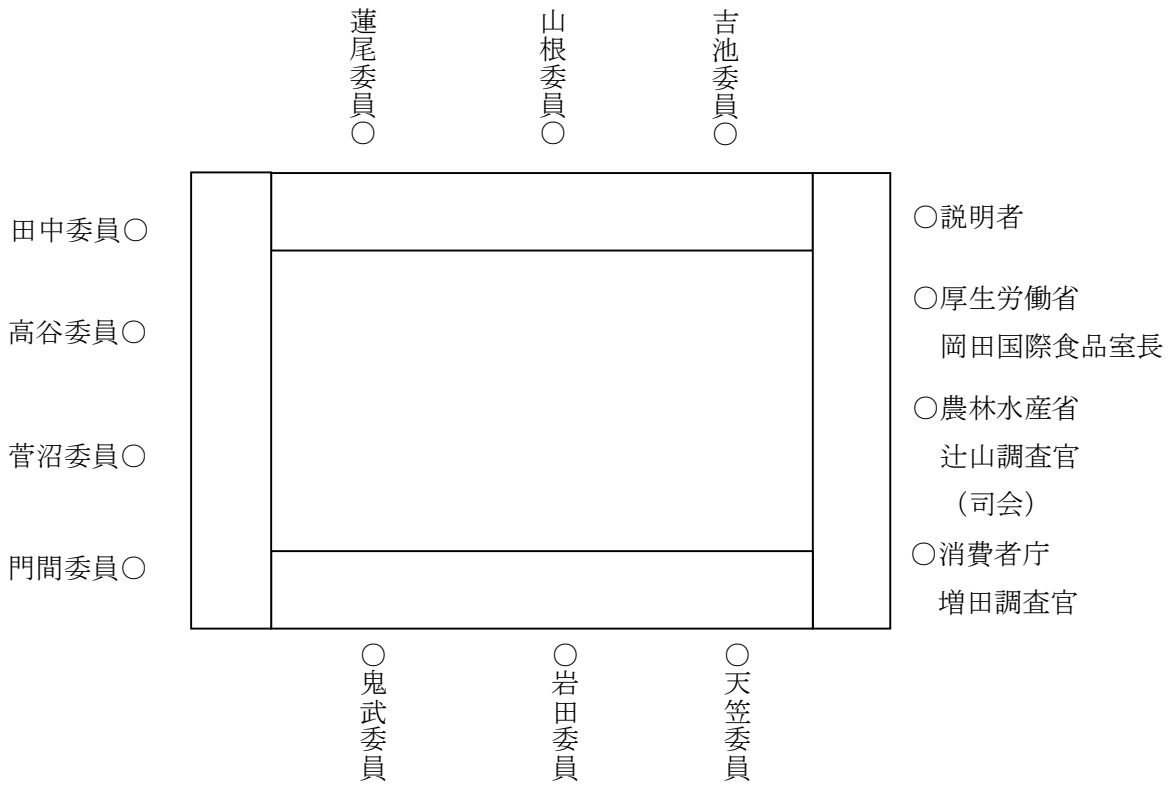 蓮尾委員○
山根委員○
吉池委員○
田中委員○
高谷委員○
菅沼委員○
門間委員○
○説明者
○厚生労働省
岡田国際食品室長
○農林水産省
辻山調査官
（司会）
○消費者庁
増田調査官
○鬼武委員
○岩田委員
○天笠委員